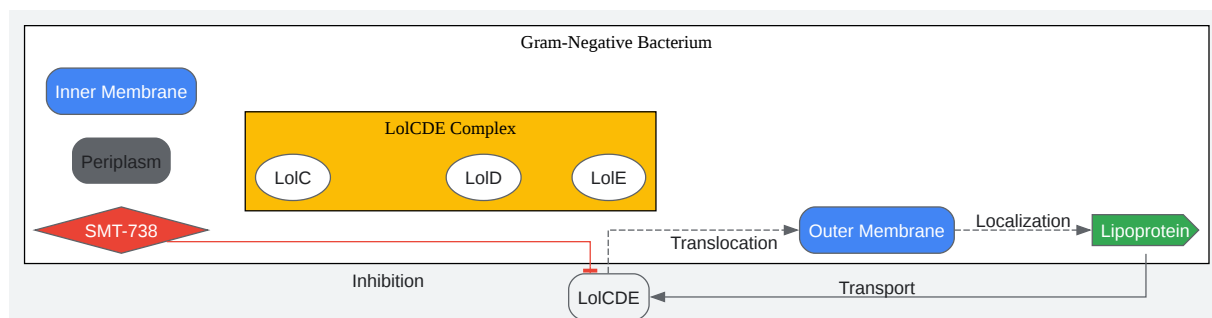 Gram-Negative Bacterium
Inner Membrane
LolCDE Complex
Periplasm
LolC
LolD
LolE
SMT-738
Translocation
Outer Membrane
Localization
Lipoprotein
Inhibition
LolCDE
Transport